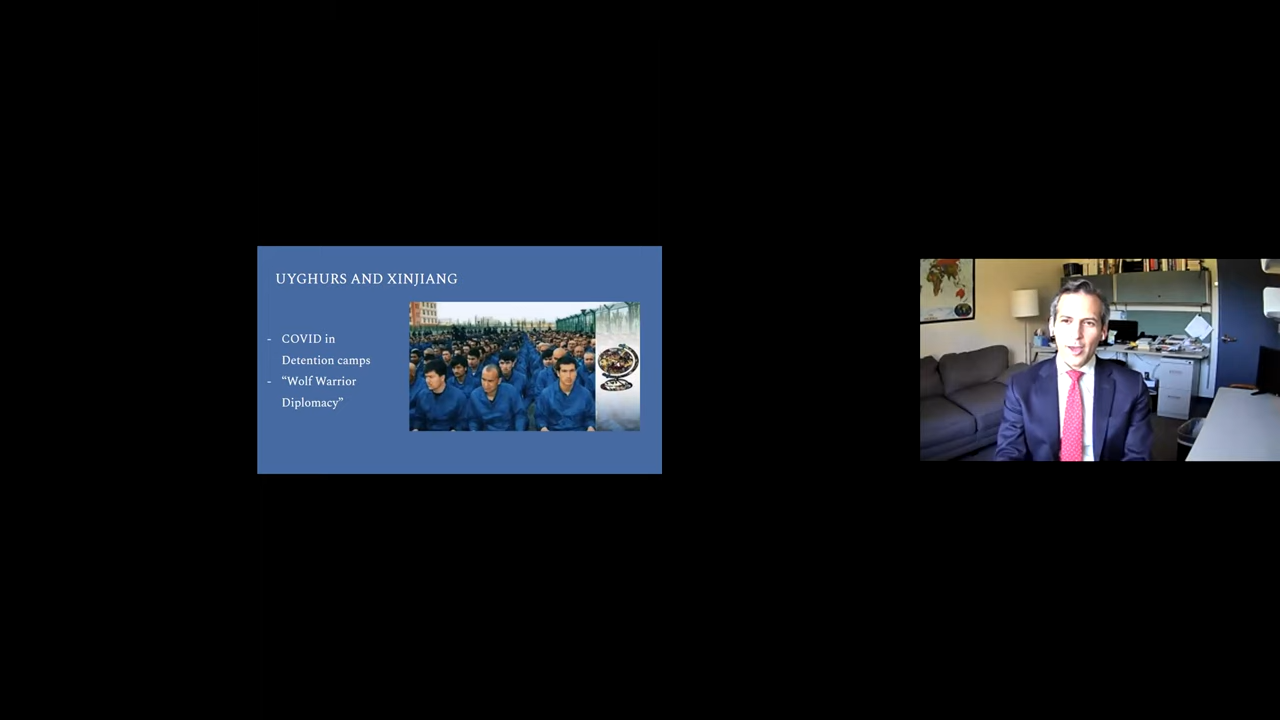 UYGHURS AND XINJIANG
- COVID in
Detention camps
- “Wolf Warrior
Diplomacy”